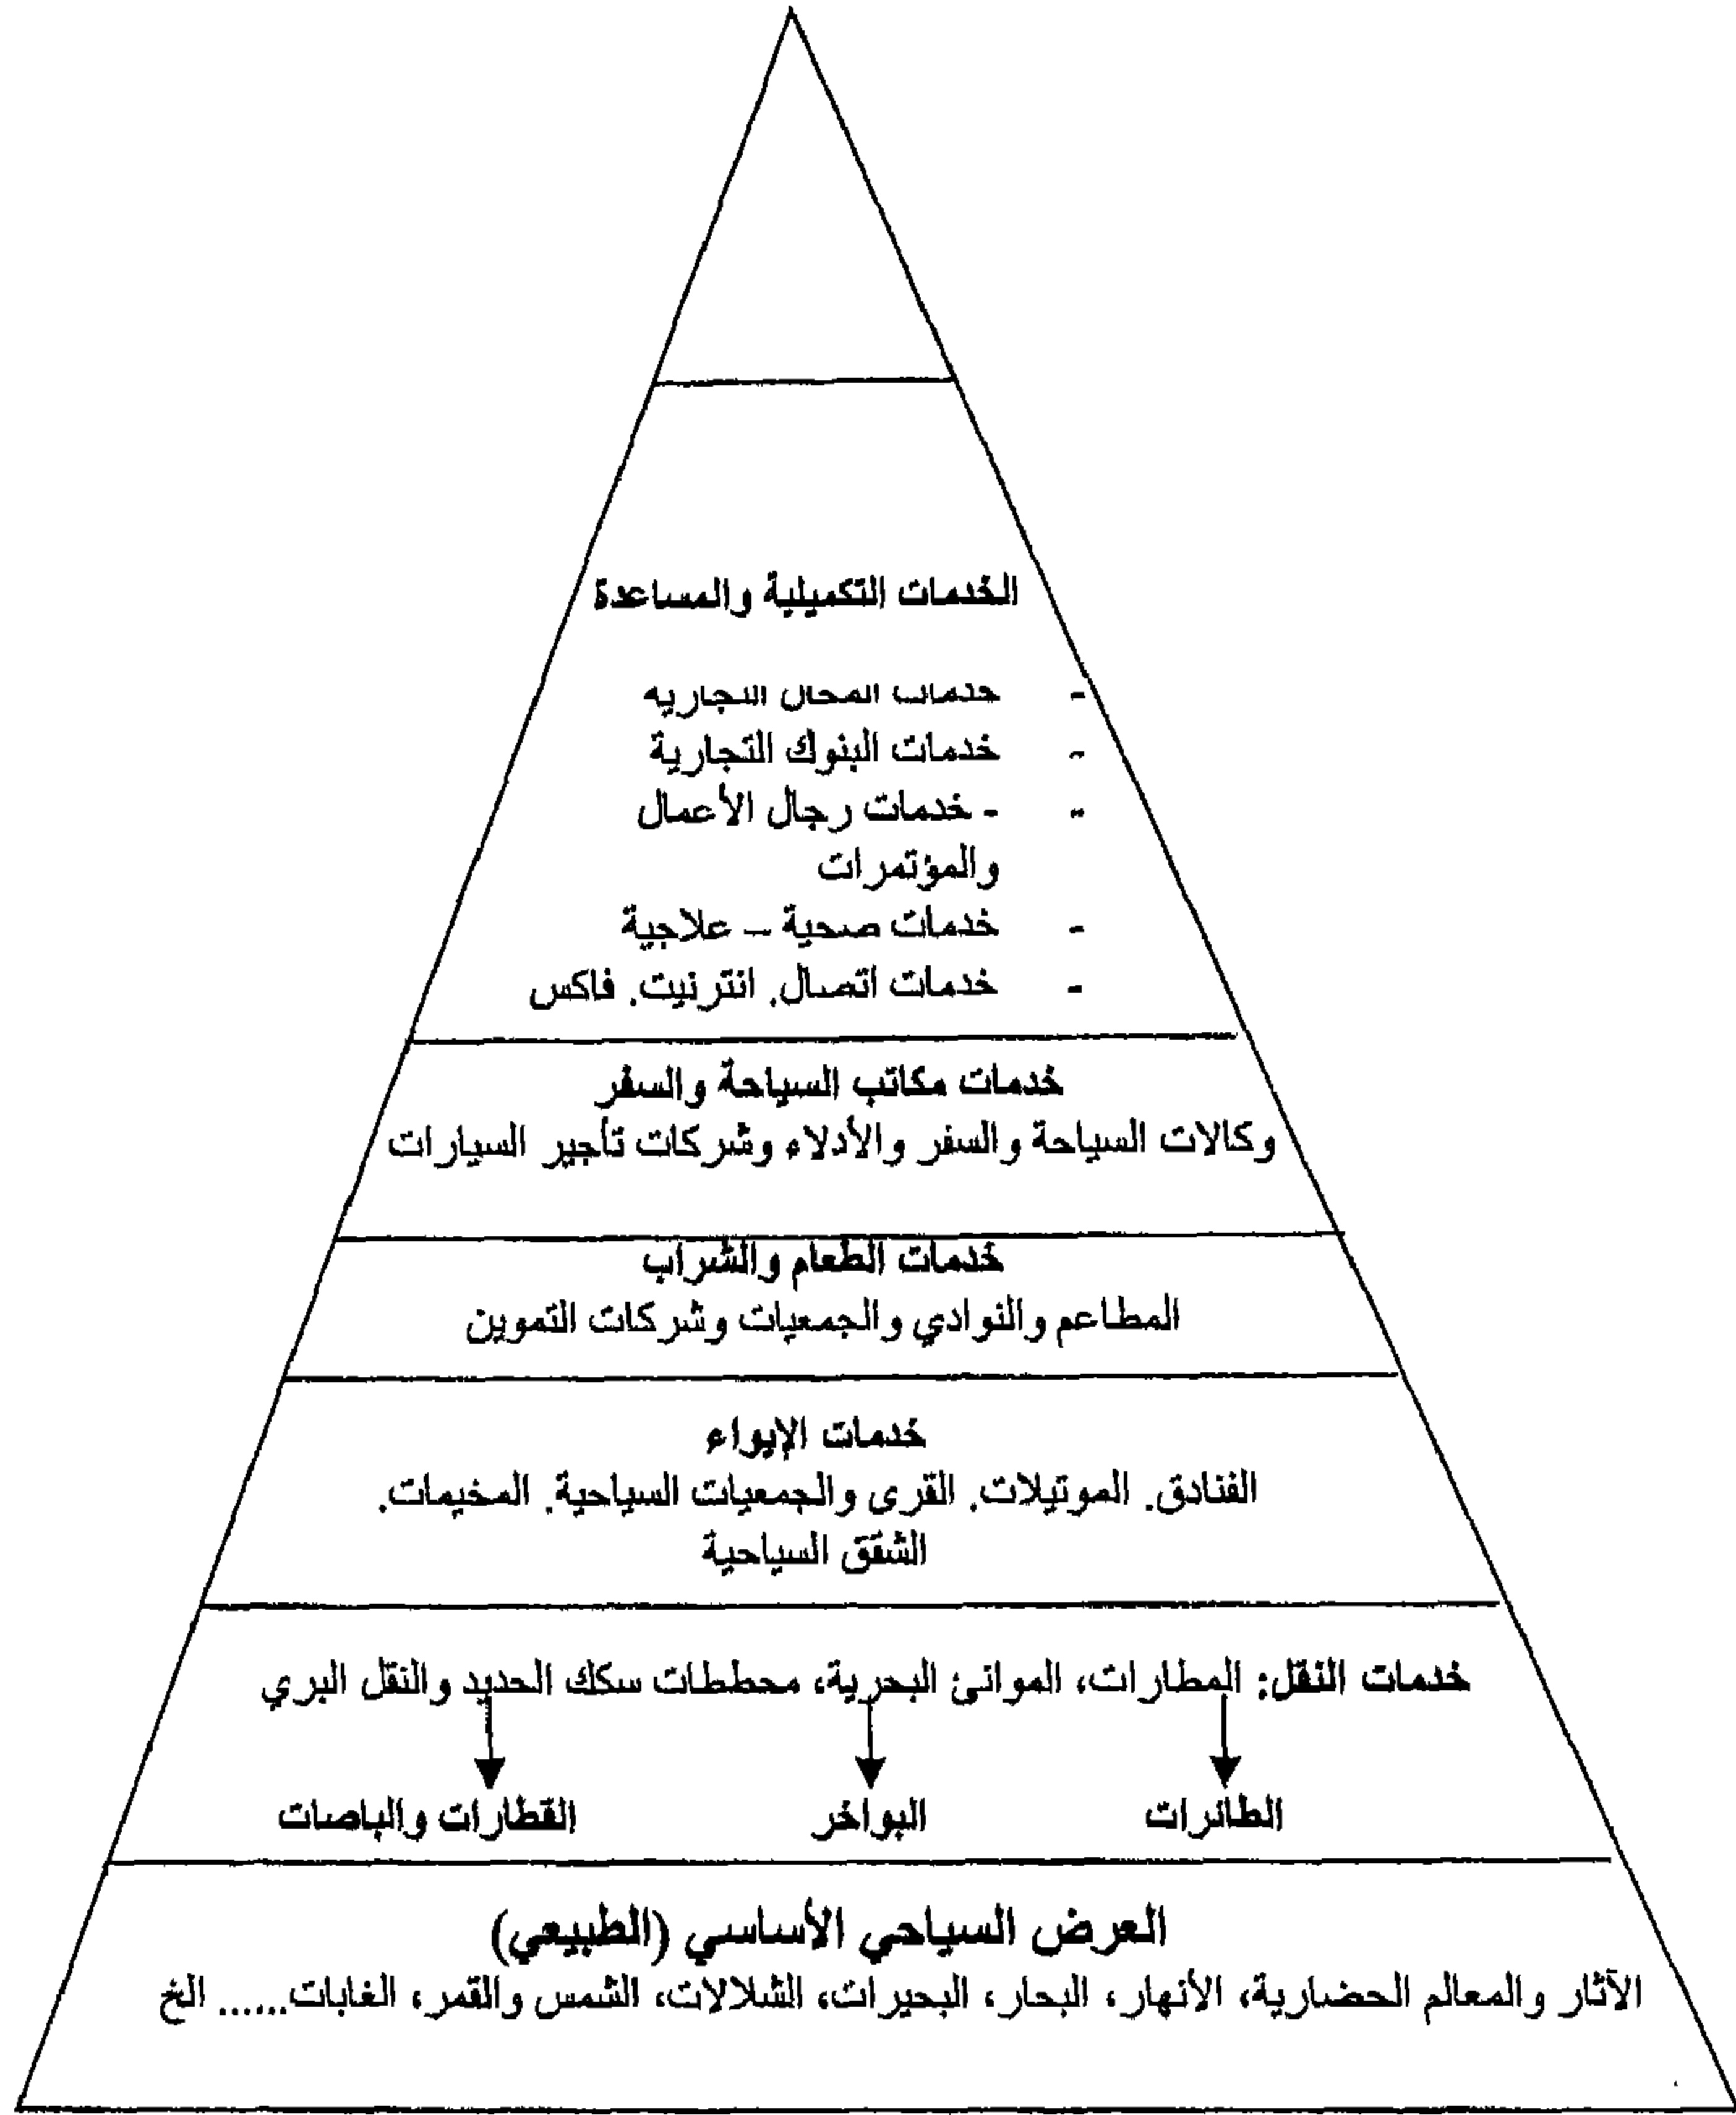 الخدمات التكميلية والمساعدة
- خدمات المحال التجارية
- خدمات البنوك التجارية
- - خدمات رجال الأعمال
والمؤتمرات
- خدمات صحية – علاجية
- خدمات اتصال. انترنيت. فاكس
خدمات مكاتب السياحة والسفر
وكالات السياحة والسفر والأدلاء وشركات تأجير السيارات
خدمات الطعام والشراب
المطاعم والنوادي والجمعيات وشركات التموين
خدمات الإيواء
الفنادق. الموتيلات. القرى والجمعيات السياحية. المخيمات.
الشقق السياحية
خدمات النقل: المطارات، الموانئ البحرية، محططات سكك الحديد والنقل البري
الطائرات البواخر القطارات والباصات
العرض السياحي الأساسي (الطبيعي)
الآثار والمعالم الحضارية، الأنهار، البحار، البحيرات، الشلالات، الشمس والقمر، الغابات...... الخ